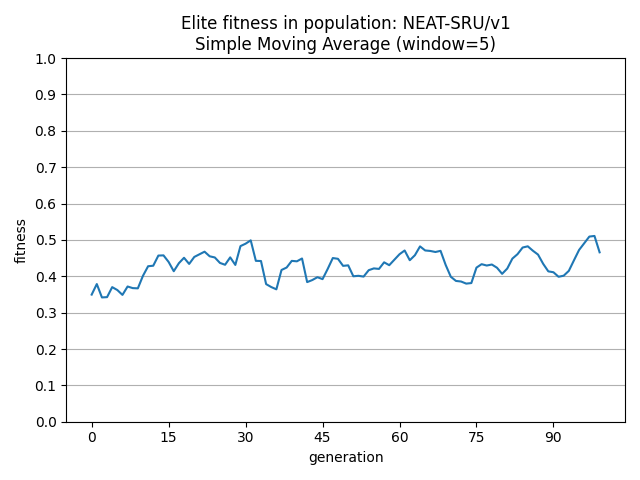 Elite fitness in population: NEAT-SRU/v1
Simple Moving Average (window=5)
1.0
0.9
0.8
0.7
0.6
0.5
0.4
0.3
0.2
0.1
0.0
fitness
0 15 30 45 60 75 90
generation